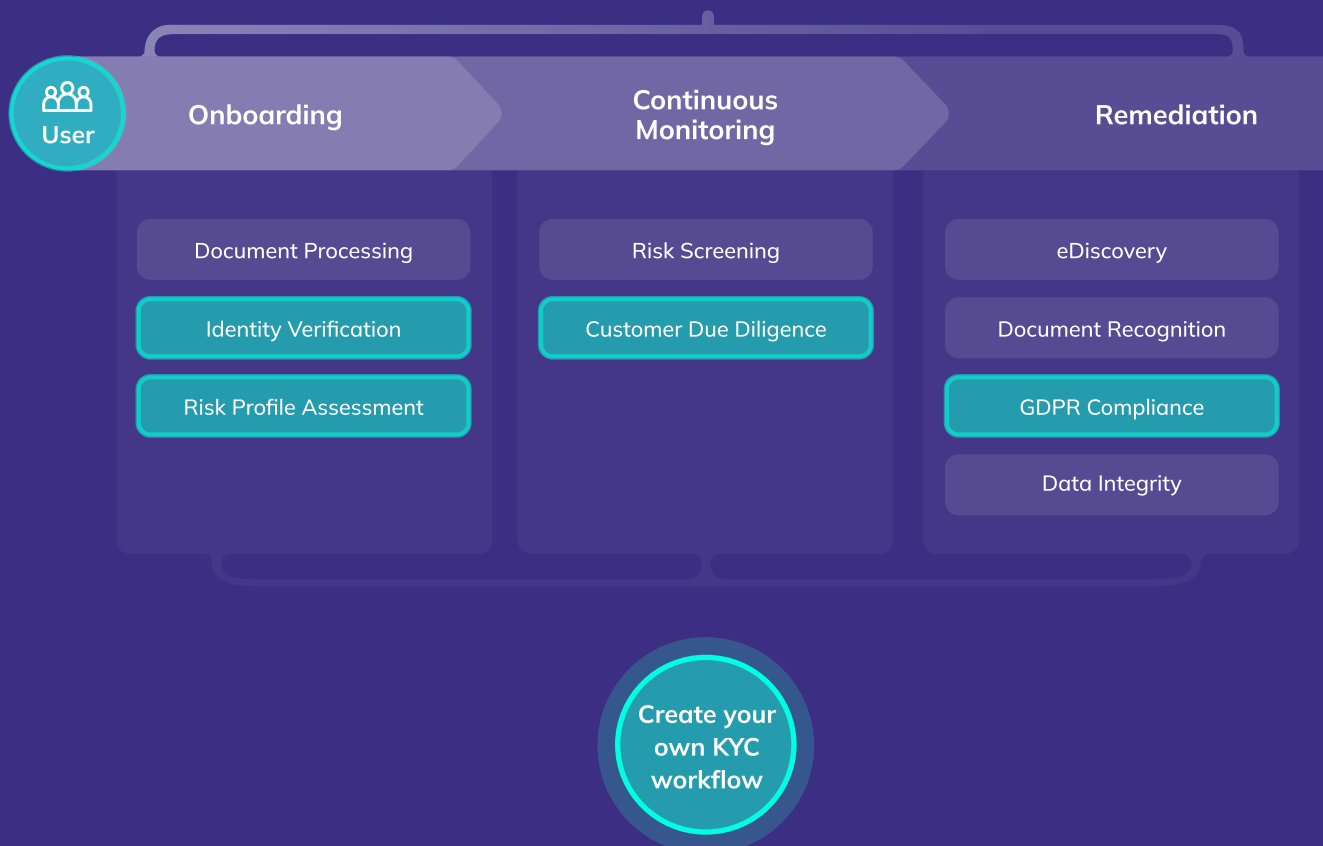 User
Onboarding
Continuous
Monitoring
Remediation
Document Processing
Identity Verification
Risk Profile Assessment
Risk Screening
Customer Due Diligence
eDiscovery
Document Recognition
GDPR Compliance
Data Integrity
Create your
own KYC
workflow